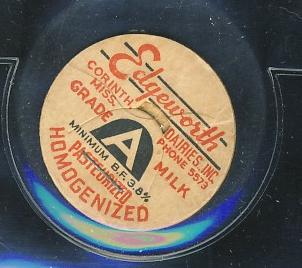 Edgeworth
DAIRIES, INC.
PHONE 5573
CORINTH
MISS.
GRADE
A
MILK
MINIMUM B.F. 3.8%
PASTEURIZED
HOMOGENIZED